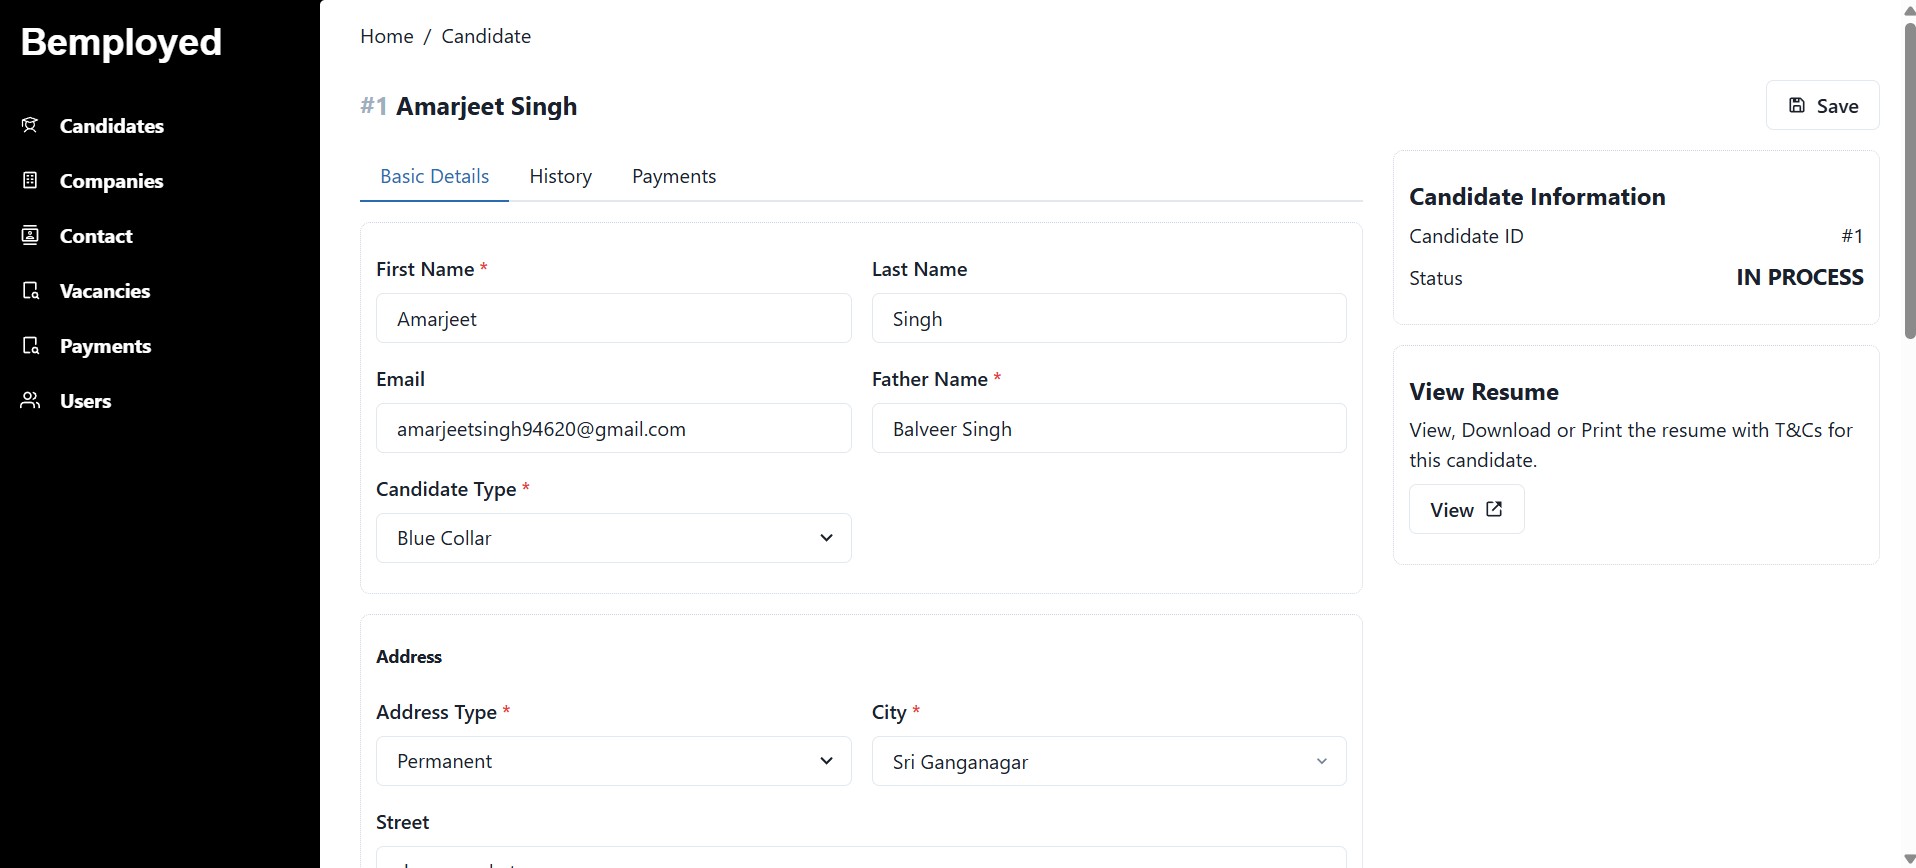 Bemployed
Candidates
Companies
Contact
Vacancies
Payments
Users
Home / Candidate
#1 Amarjeet Singh
Save
Basic Details History Payments
First Name *
Last Name
Amarjeet
Singh
Email
Father Name *
amarjeetsingh94620@gmail.com
Balveer Singh
Candidate Type *
Blue Collar
Address
Address Type *
City *
Permanent
Sri Ganganagar
Street
Candidate Information
Candidate ID #1
Status IN PROCESS
View Resume
View, Download or Print the resume with T&Cs for
this candidate.
View